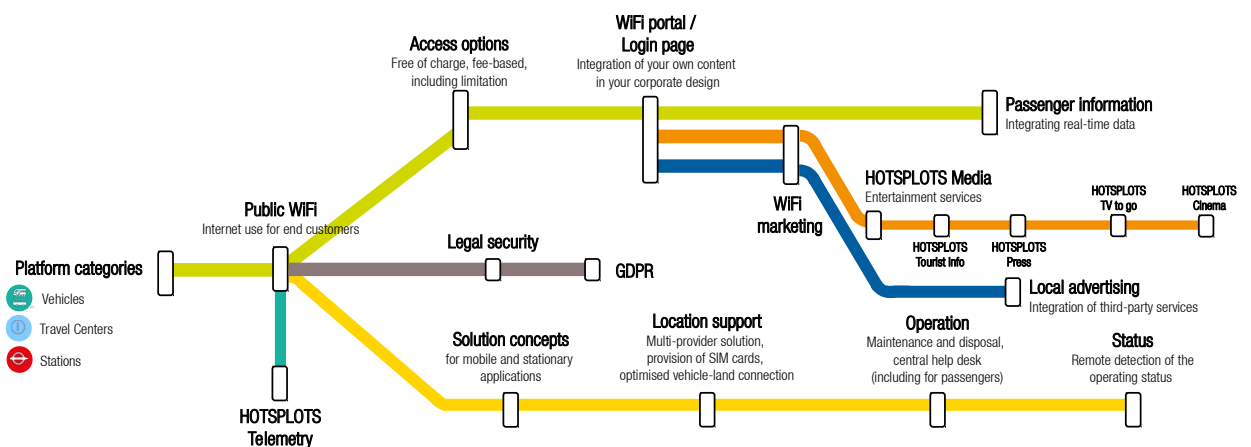 Platform categories
Vehicles
Travel Centers
Stations
Public WiFi
Internet use for end customers
HOTSPLOTS
Telemetry
Access options
Free of charge, fee-based,
including limitation
WiFi portal /
Login page
Integration of your own content
in your corporate design
Passenger information
Integrating real-time data
WiFi
marketing
HOTSPLOTS Media
Entertainment services
HOTSPLOTS
Tourist Info
HOTSPLOTS
Press
HOTSPLOTS
TV to go
HOTSPLOTS
Cinema
Local advertising
Integration of third-party services
Legal security
GDPR
Solution concepts
for mobile and stationary
applications
Location support
Multi-provider solution,
provision of SIM cards,
optimised vehicle-land connection
Operation
Maintenance and disposal,
central help desk
(including for passengers)
Status
Remote detection of the
operating status